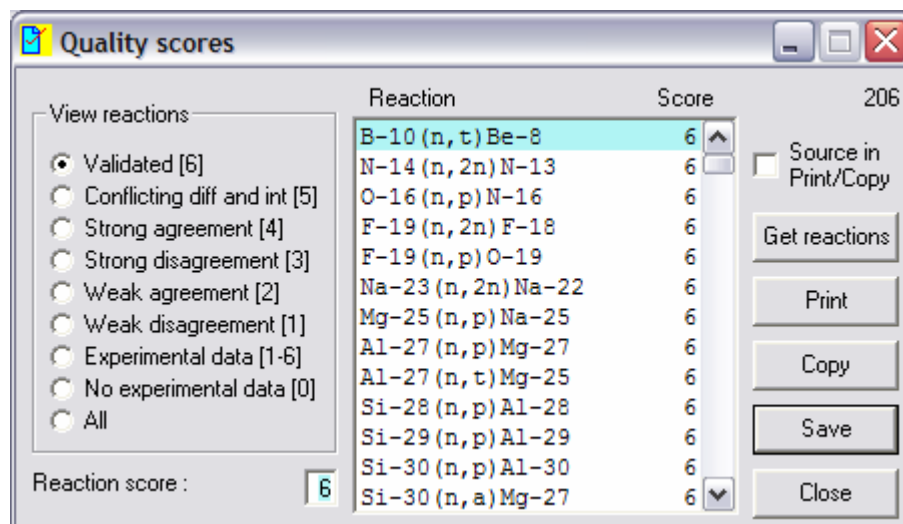 Quality scores
View reactions
Validated [6]
Conflicting diff and int [5]
Strong agreement [4]
Strong disagreement [3]
Weak agreement [2]
Weak disagreement [1]
Experimental data [1-6]
No experimental data [0]
All
Reaction score : 6
Reaction Score
B-10(n,t)Be-8 6
N-14(n,2n)N-13 6
O-16(n,p)N-16 6
F-19(n,2n)F-18 6
F-19(n,p)O-19 6
Na-23(n,2n)Na-22 6
Mg-25(n,p)Na-25 6
Al-27(n,p)Mg-27 6
Al-27(n,t)Mg-25 6
Si-28(n,p)Al-28 6
Si-29(n,p)Al-29 6
Si-30(n,p)Al-30 6
Si-30(n,a)Mg-27 6
206
Source in
Print/Copy
Get reactions
Print
Copy
Save
Close